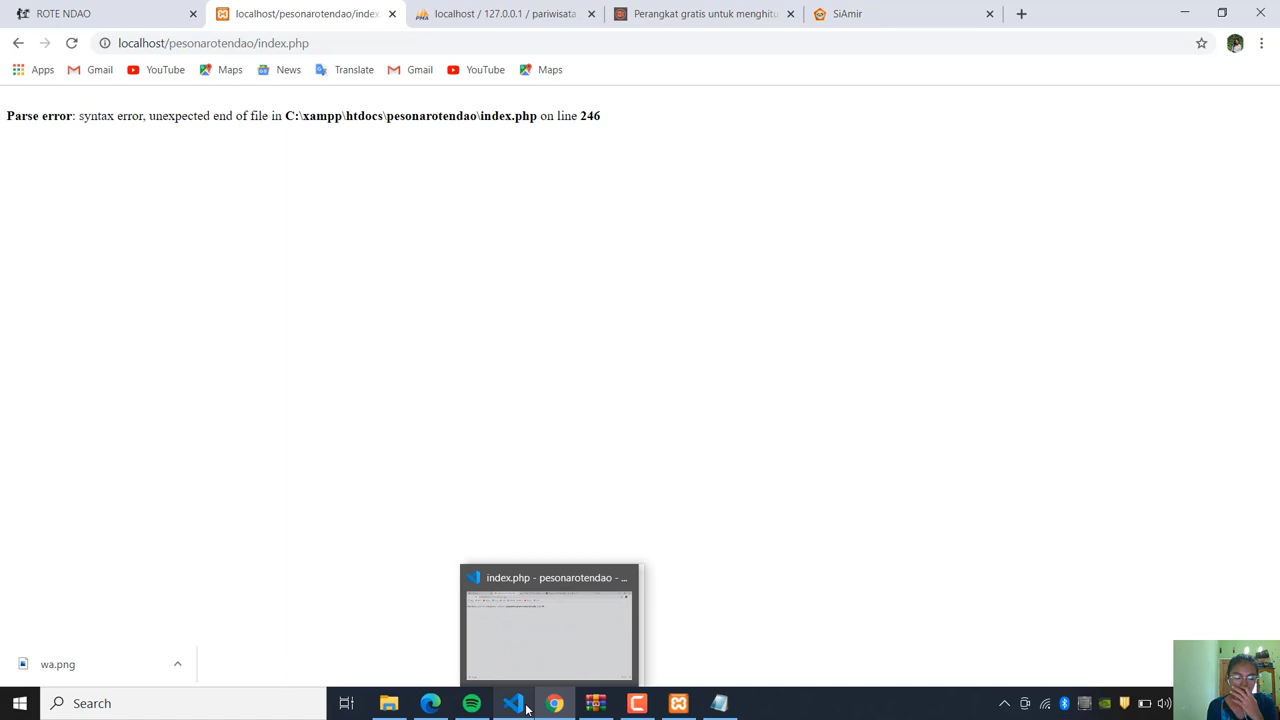 ROTE NDAO
localhost/pesonarotendao/index.
localhost / 127.0.0.1 / pariwisata
Perangkat gratis untuk menghitu
SiAmir
localhost/pesonarotendao/index.php
Apps
Gmail
YouTube
Maps
News
Translate
Gmail
YouTube
Maps
Parse error: syntax error, unexpected end of file in C:\xampp\htdocs\pesonarotendao\index.php on line 246
index.php - pesonarotendao - ...
wa.png
Search